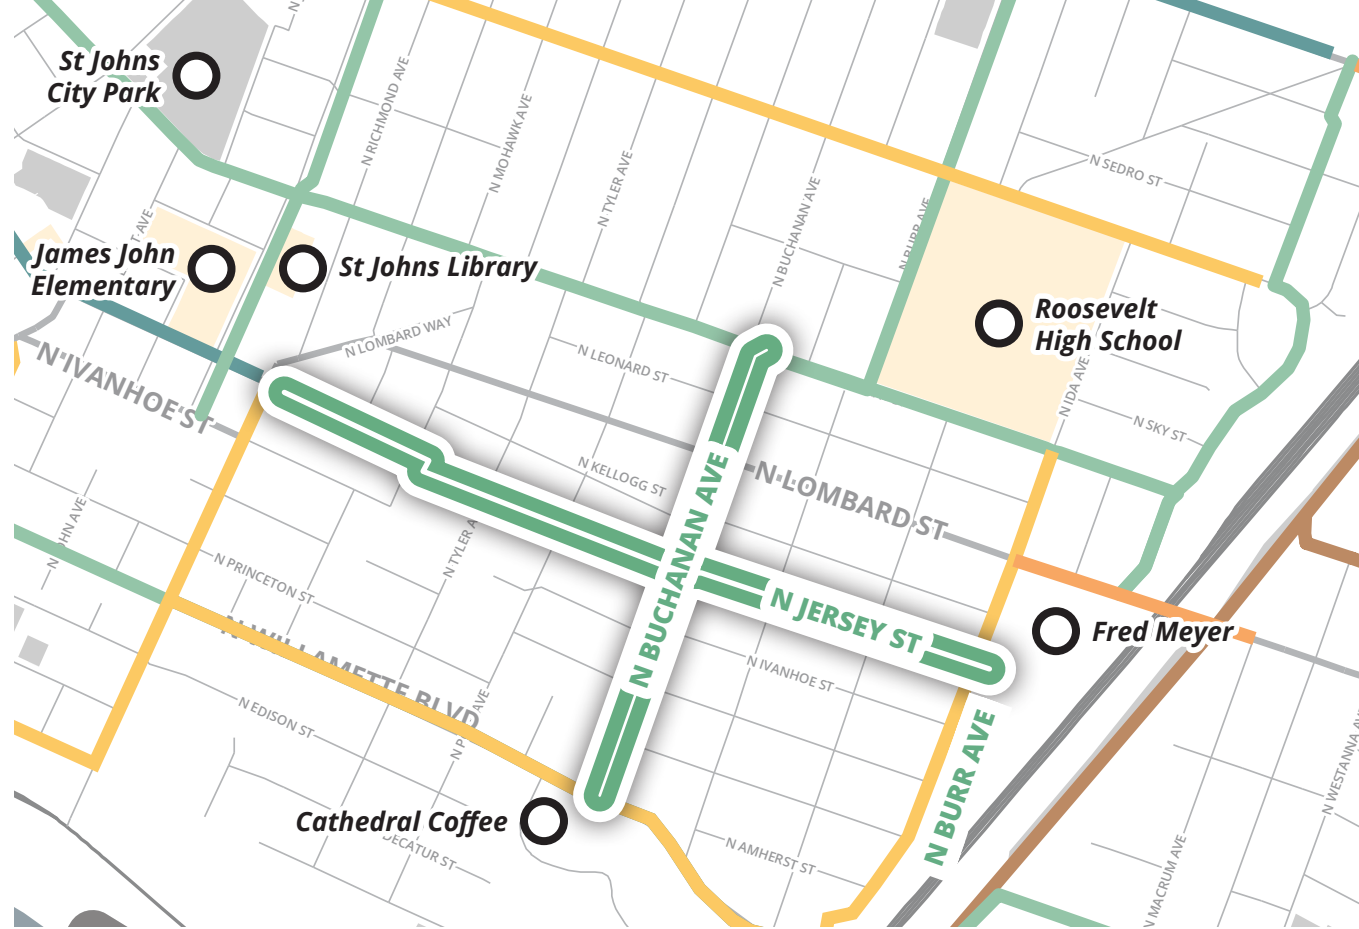 St Johns
City Park
N RICHMOND AVE
N MOHAWK AVE
N TYLER AVE
N BUCHANAN AVE
N BURR AVE
N SEDRO ST
James John
Elementary
St Johns Library
Roosevelt
High School
N IVANHOE ST
N LOMBARD WAY
N LEONARD ST
N IDA AVE
N SKY ST
N KELLOGG ST
N LOMBARD ST
N BUCHANAN AVE
N TYLER A
N JERSEY ST
N PRINCETON ST
N WILLAMETTE BLVD
N IVANHOE ST
Fred Meyer
N EDISON ST
N BURR AVE
Cathedral Coffee
DECATUR ST
N AMHERST ST
N MACRUM AVE
N WESTANNA AV